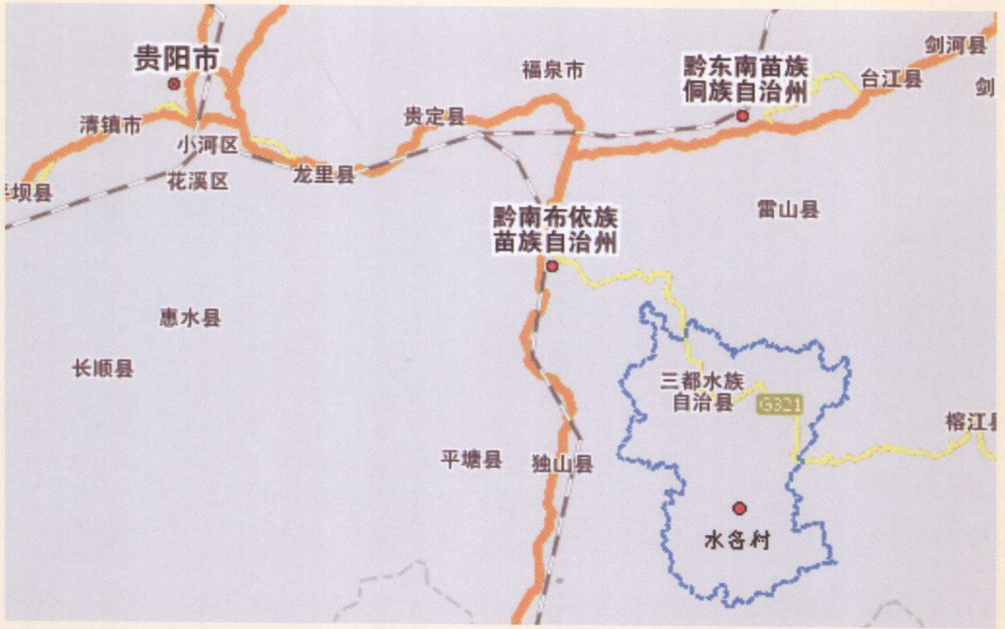 贵阳市
清镇市
小河区
花溪区
坝县
龙里县
贵定县
福泉市
黔东南苗族
侗族自治州
台江县
剑河县
剑
雷山县
黔南布依族
苗族自治州
惠水县
长顺县
三都水族
自治县
G321
榕江县
平塘县
独山县
水各村